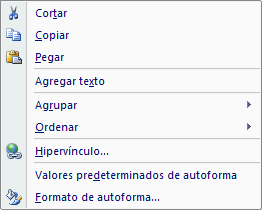 Cortar
Copiar
Pegar
Agregar texto
Agrupar
Ordenar
Hipervínculo...
Valores predeterminados de autoforma
Formato de autoforma...